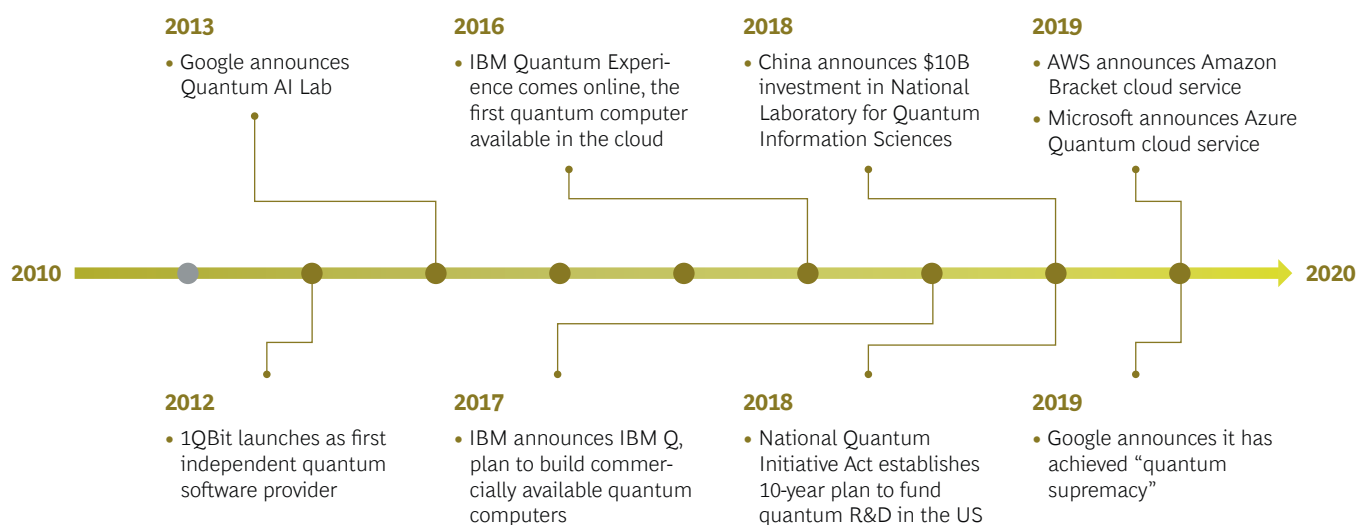 2013
• Google announces
Quantum AI Lab
2016
• IBM Quantum Experi-
ence comes online, the
first quantum computer
available in the cloud
2018
• China announces $10B
investment in National
Laboratory for Quantum
Information Sciences
2019
• AWS announces Amazon
Bracket cloud service
• Microsoft announces Azure
Quantum cloud service
2010
2020
2012
• 1QBit launches as first
independent quantum
software provider
2017
• IBM announces IBM Q,
plan to build commer-
cially available quantum
computers
2018
• National Quantum
Initiative Act establishes
10-year plan to fund
quantum R&D in the US
2019
• Google announces it has
achieved “quantum
supremacy”